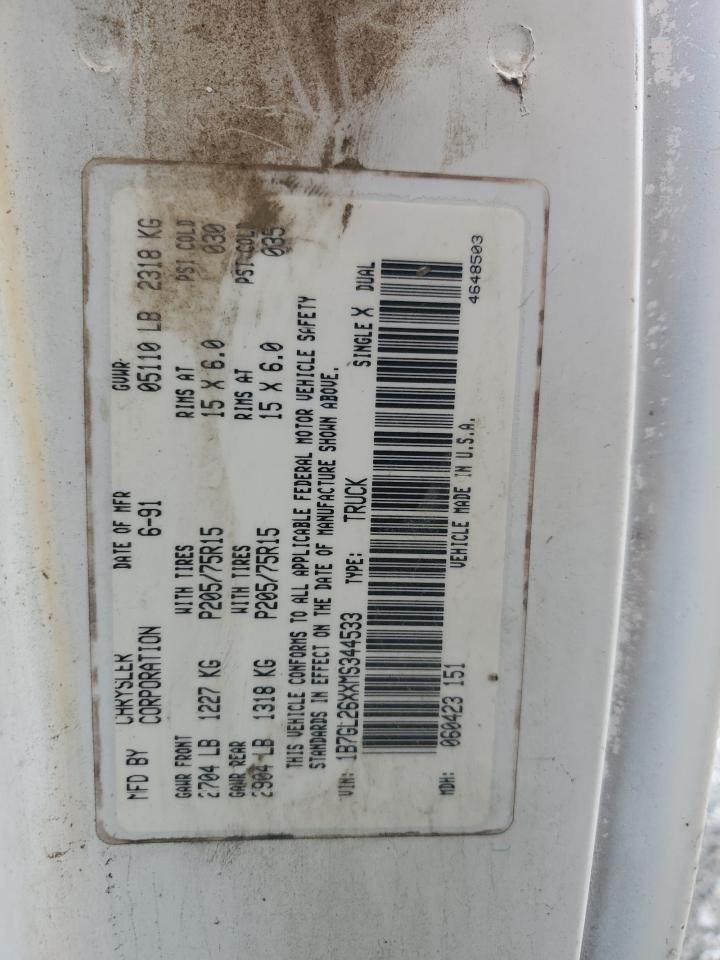 MFD BY CHRYSLER CORPORATION DATE OF MFR 6-91 GVWR: 05110 LB 2318 KG
GAWR FRONT WITH TIRES RIMS AT PSI COLD
2704 LB 1227 KG P205/75R15 15 X 6.0 030
GAWR REAR WITH TIRES RIMS AT PSI COLD
2904 LB 1318 KG P205/75R15 15 X 6.0 035
THIS VEHICLE CONFORMS TO ALL APPLICABLE FEDERAL MOTOR VEHICLE SAFETY
STANDARDS IN EFFECT ON THE DATE OF MANUFACTURE SHOWN ABOVE.
VIN: 1B7GL26XXMS344533 TYPE: TRUCK SINGLE X DUAL
MDH: 060423 151 VEHICLE MADE IN U.S.A. 4648503